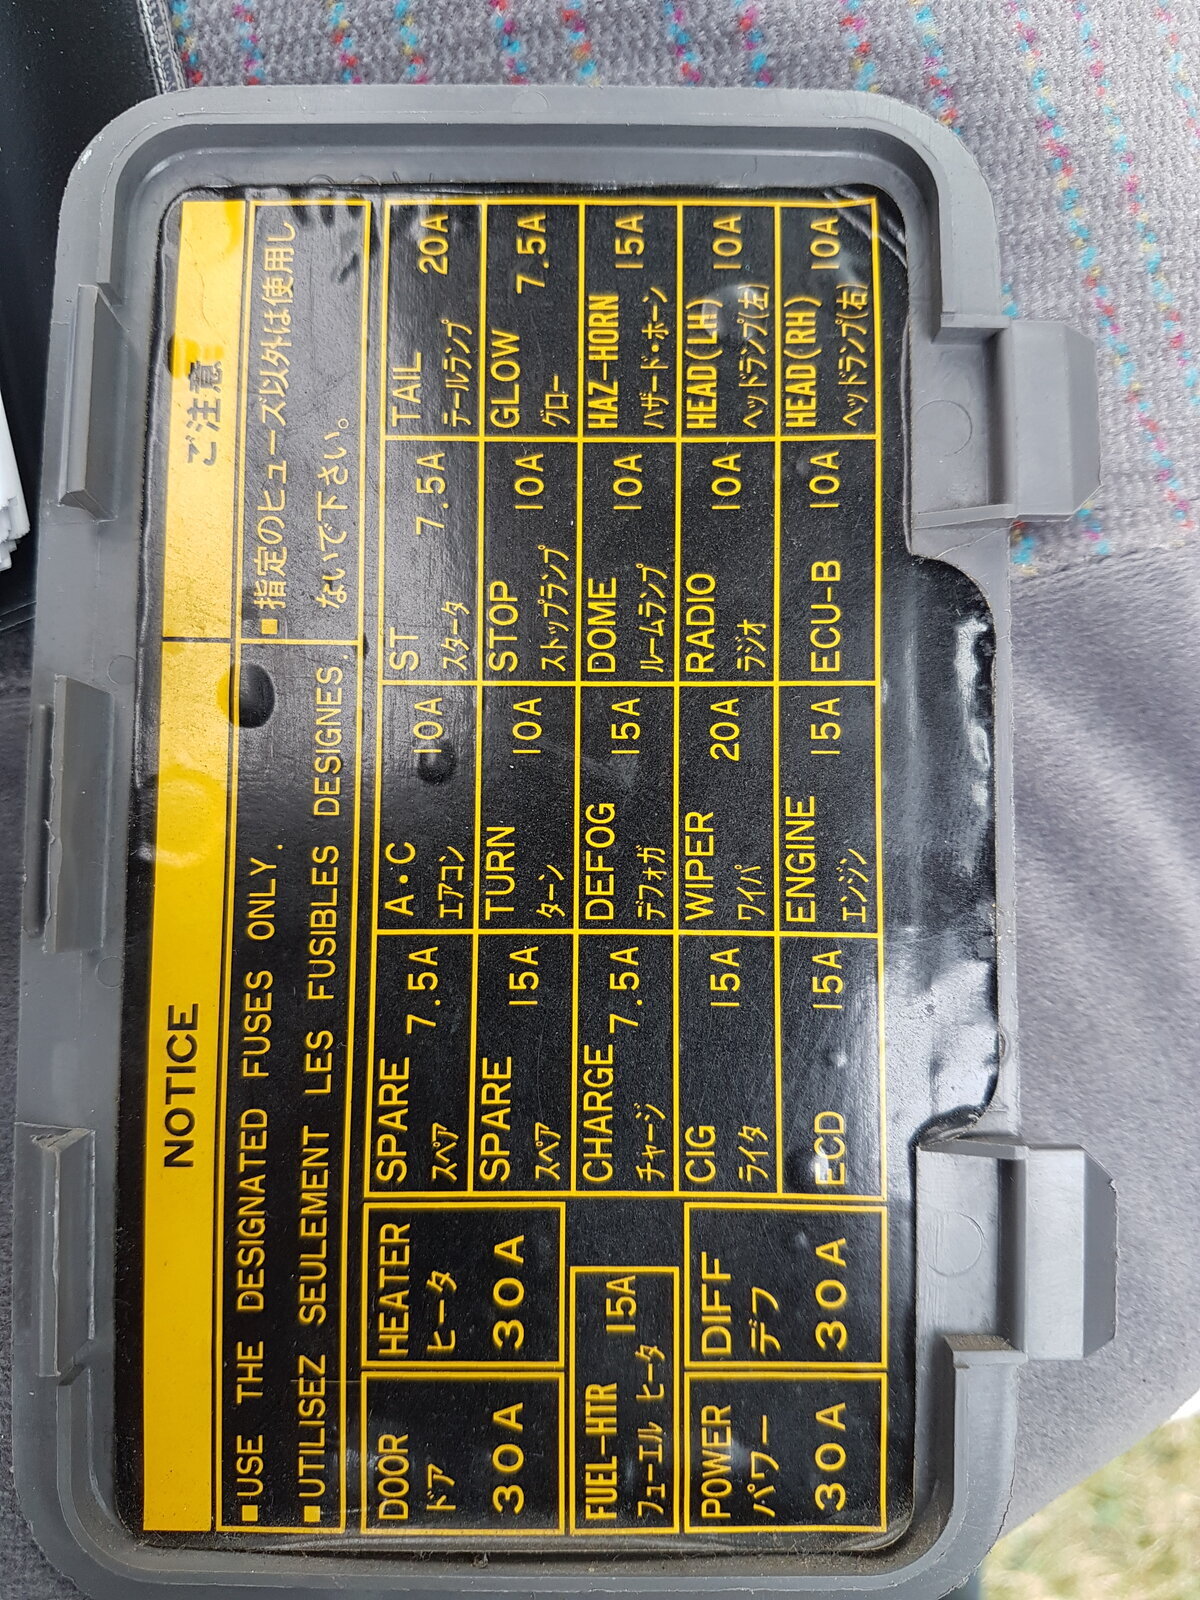 NOTICE
ご注意
■USE THE DESIGNATED FUSES ONLY.
■UTILISEZ SEULEMENT LES FUSIBLES DESIGNES.
■指定のヒューズ以外は使用し
ないで下さい。
DOOR
ドア
30A
HEATER
ヒータ
30A
SPARE 7.5A
スペア
A・C 10A
エアコン
ST 7.5A
スタータ
TAIL 20A
テールランプ
SPARE 15A
スペア
TURN 10A
ターン
STOP 10A
ストップランプ
GLOW 7.5A
グロー
FUEL-HTR 15A
フューエル ヒータ
CHARGE 7.5A
チャージ
DEFOG 15A
デフォガ
DOME 10A
ルームランプ
HAZ-HORN 15A
ハザード・ホーン
POWER
パワー
30A
DIFF
デフ
30A
CIG 15A
ライタ
WIPER 20A
ワイパ
RADIO 10A
ラジオ
HEAD(LH) 10A
ヘッドランプ(左)
ECD 15A
ENGINE 15A
エンジン
ECU-B 10A
HEAD(RH) 10A
ヘッドランプ(右)